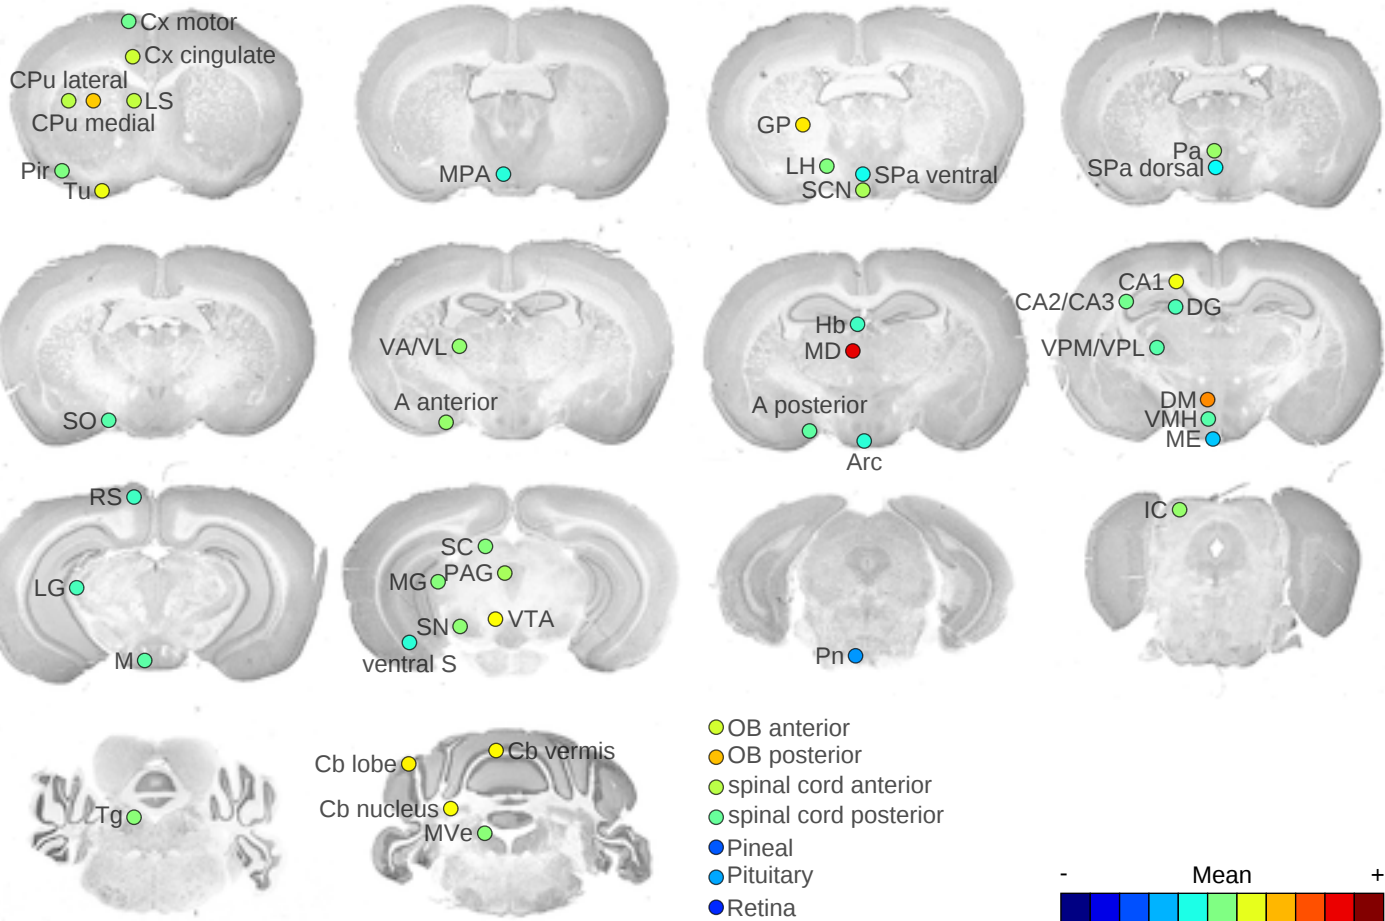 Cx motor
Cx cingulate
CPu lateral
LS
CPu medial
Pir
Tu
MPA
GP
LH
SPa ventral
SCN
Pa
SPa dorsal
SO
VA/VL
A anterior
Hb
MD
A posterior
Arc
CA1
CA2/CA3
DG
VPM/VPL
DM
VMH
ME
RS
LG
M
SC
MG
PAG
SN
VTA
ventral S
Pn
IC
Tg
Cb lobe
Cb vermis
Cb nucleus
MVe
OB anterior
OB posterior
spinal cord anterior
spinal cord posterior
Pineal
Pituitary
Retina
- Mean +